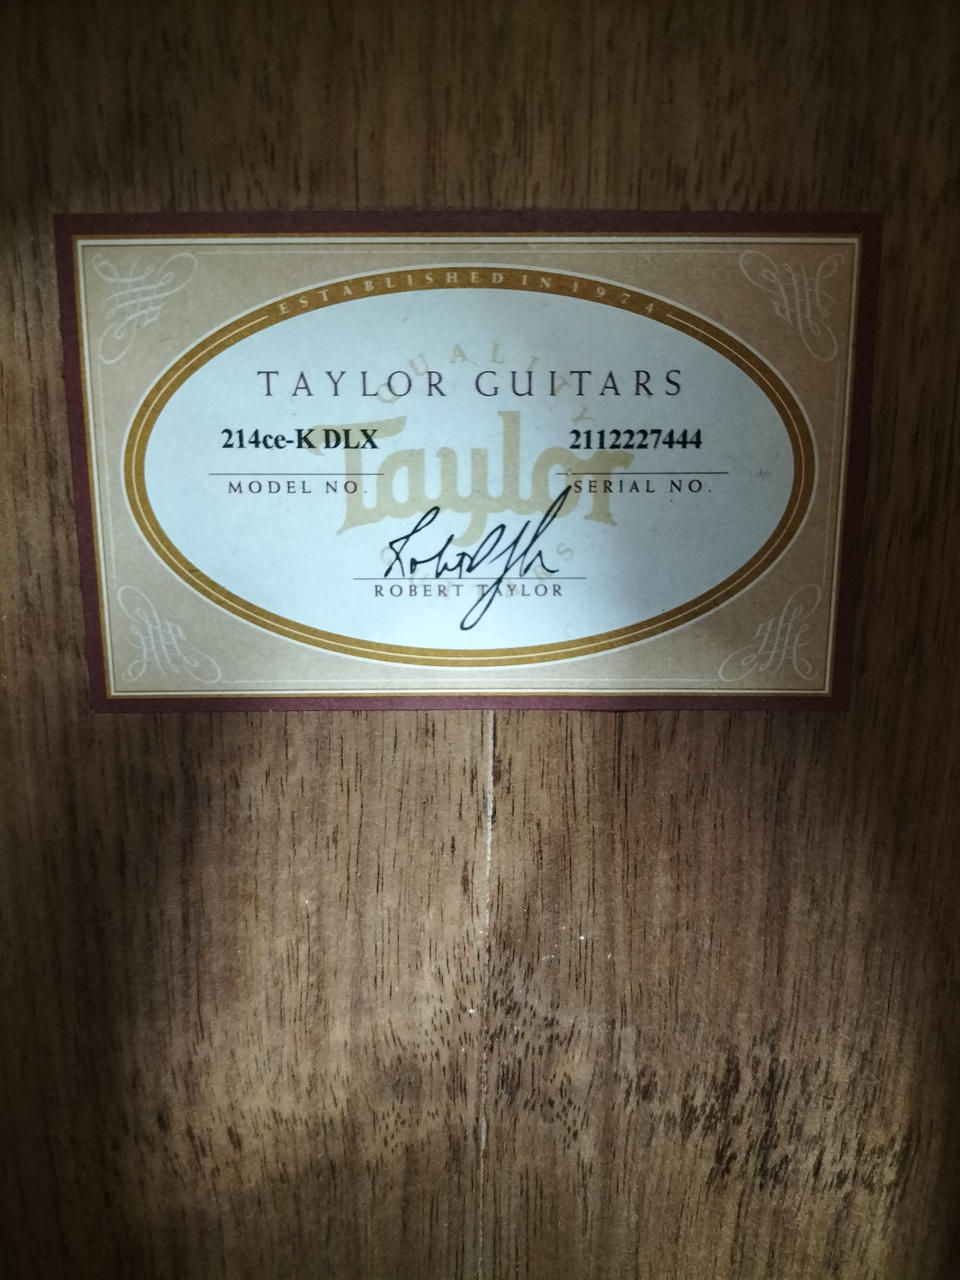 ESTABLISHED IN 1974
QUALITY
TAYLOR GUITARS
Taylor
214ce-K DLX 2112227444
MODEL NO. SERIAL NO.
ROBERT TAYLOR